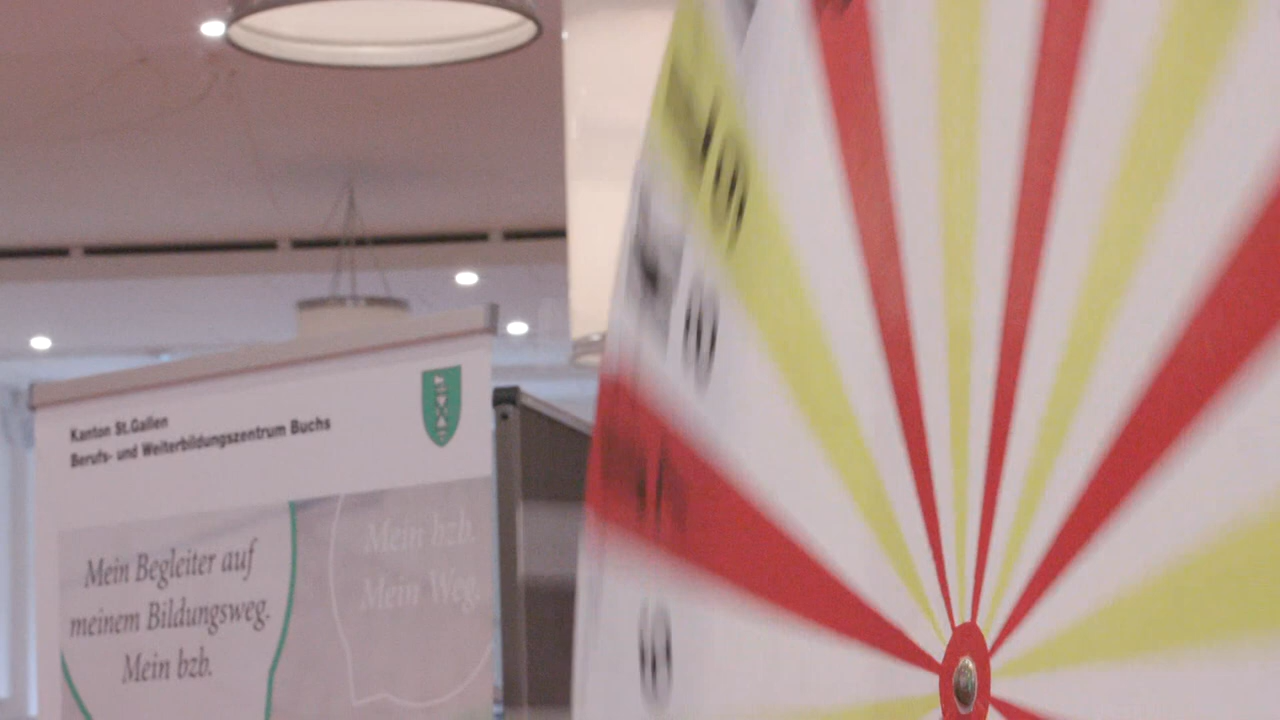 Kanton St.Gallen
Berufs- und Weiterbildungszentrum Buchs
Mein Begleiter auf
meinem Bildungsweg.
Mein bzb.
Mein bzb.
Mein Weg.